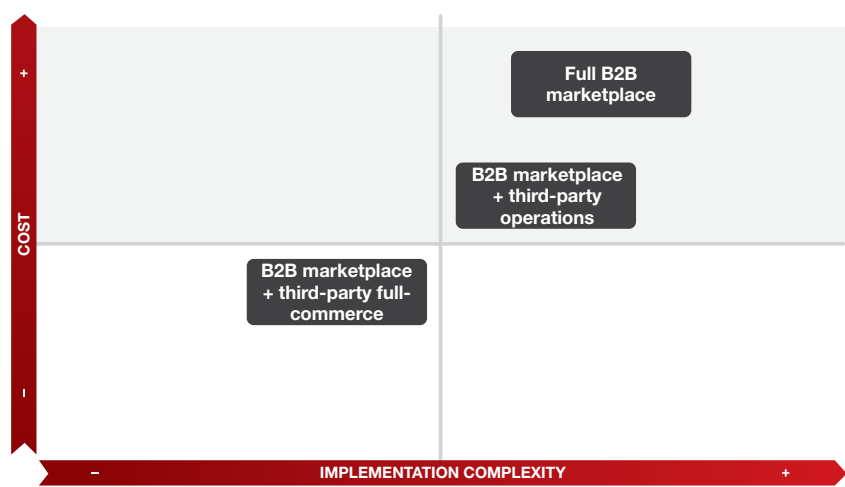 +
Full B2B
marketplace
B2B marketplace
+ third-party
operations
COST
B2B marketplace
+ third-party full-
commerce
–
– IMPLEMENTATION COMPLEXITY +